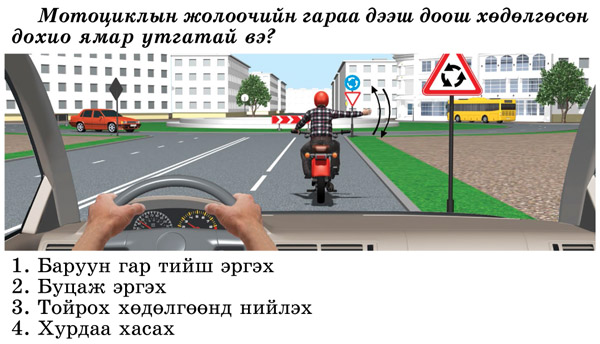 Мотоциклын жолоочийн гараа дээш доош хөдөлгөсөн
дохио ямар утгатай вэ?
1. Баруун гар тийш эргэх
2. Буцаж эргэх
3. Тойрох хөдөлгөөнд нийлэх
4. Хурдаа хасах